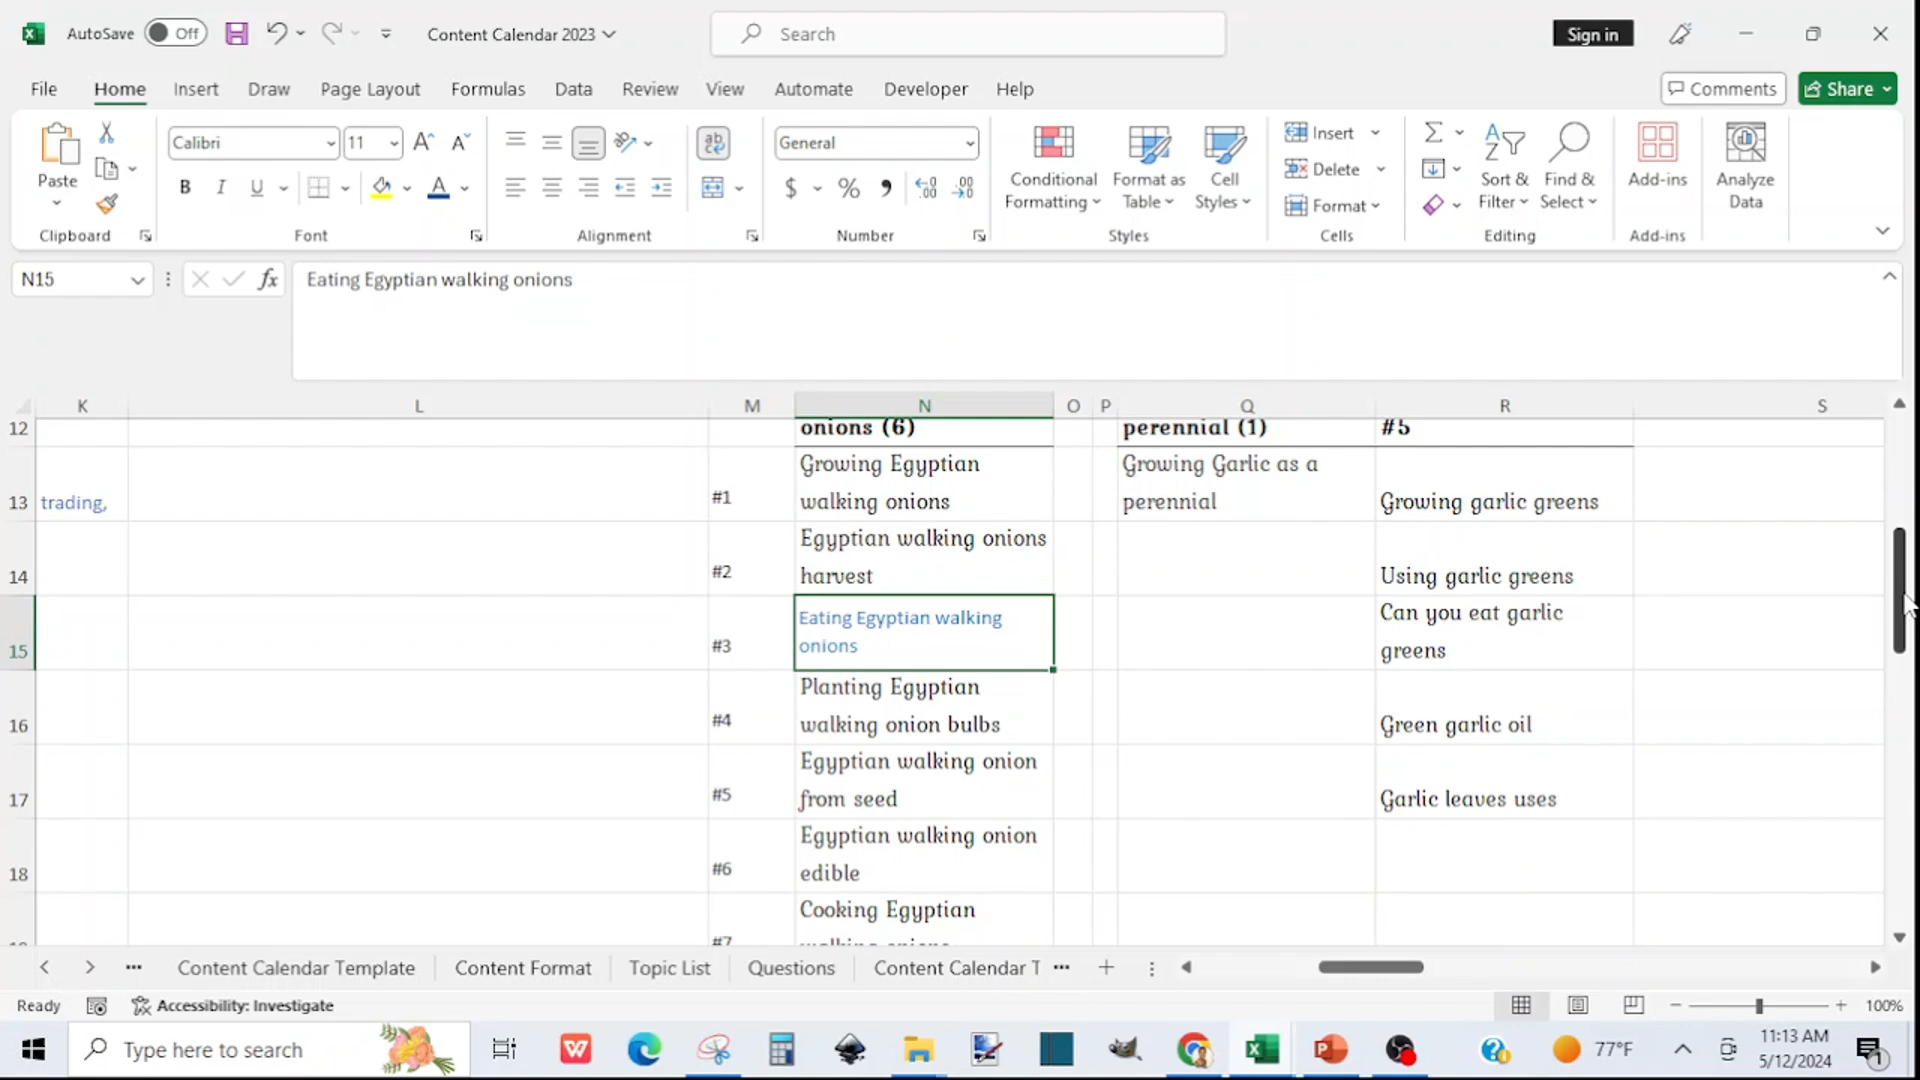 AutoSave Off Content Calendar 2023 Search Sign in
File Home Insert Draw Page Layout Formulas Data Review View Automate Developer Help Comments Share
Paste
Calibri 11
B I U A
General
$ % ,
Conditional
Formatting
Format as
Table
Cell
Styles
Insert
Delete
Format
Sort &
Filter
Find &
Select
Add-ins
Analyze
Data
Clipboard Font Alignment Number Styles Cells Editing Add-ins
N15 fx Eating Egyptian walking onions
K L M N O P Q R S
12 onions (6) perennial (1) #5
13 trading, #1 Growing Egyptian
walking onions
Growing Garlic as a
perennial
Growing garlic greens
14 #2 Egyptian walking onions
harvest
Using garlic greens
15 #3 Eating Egyptian walking
onions
Can you eat garlic
greens
16 #4 Planting Egyptian
walking onion bulbs
Green garlic oil
17 #5 Egyptian walking onion
from seed
Garlic leaves uses
18 #6 Egyptian walking onion
edible
#7 Cooking Egyptian
Content Calendar Template Content Format Topic List Questions Content Calendar T
Ready Accessibility: Investigate 100%
Type here to search 77°F 11:13 AM
5/12/2024
1